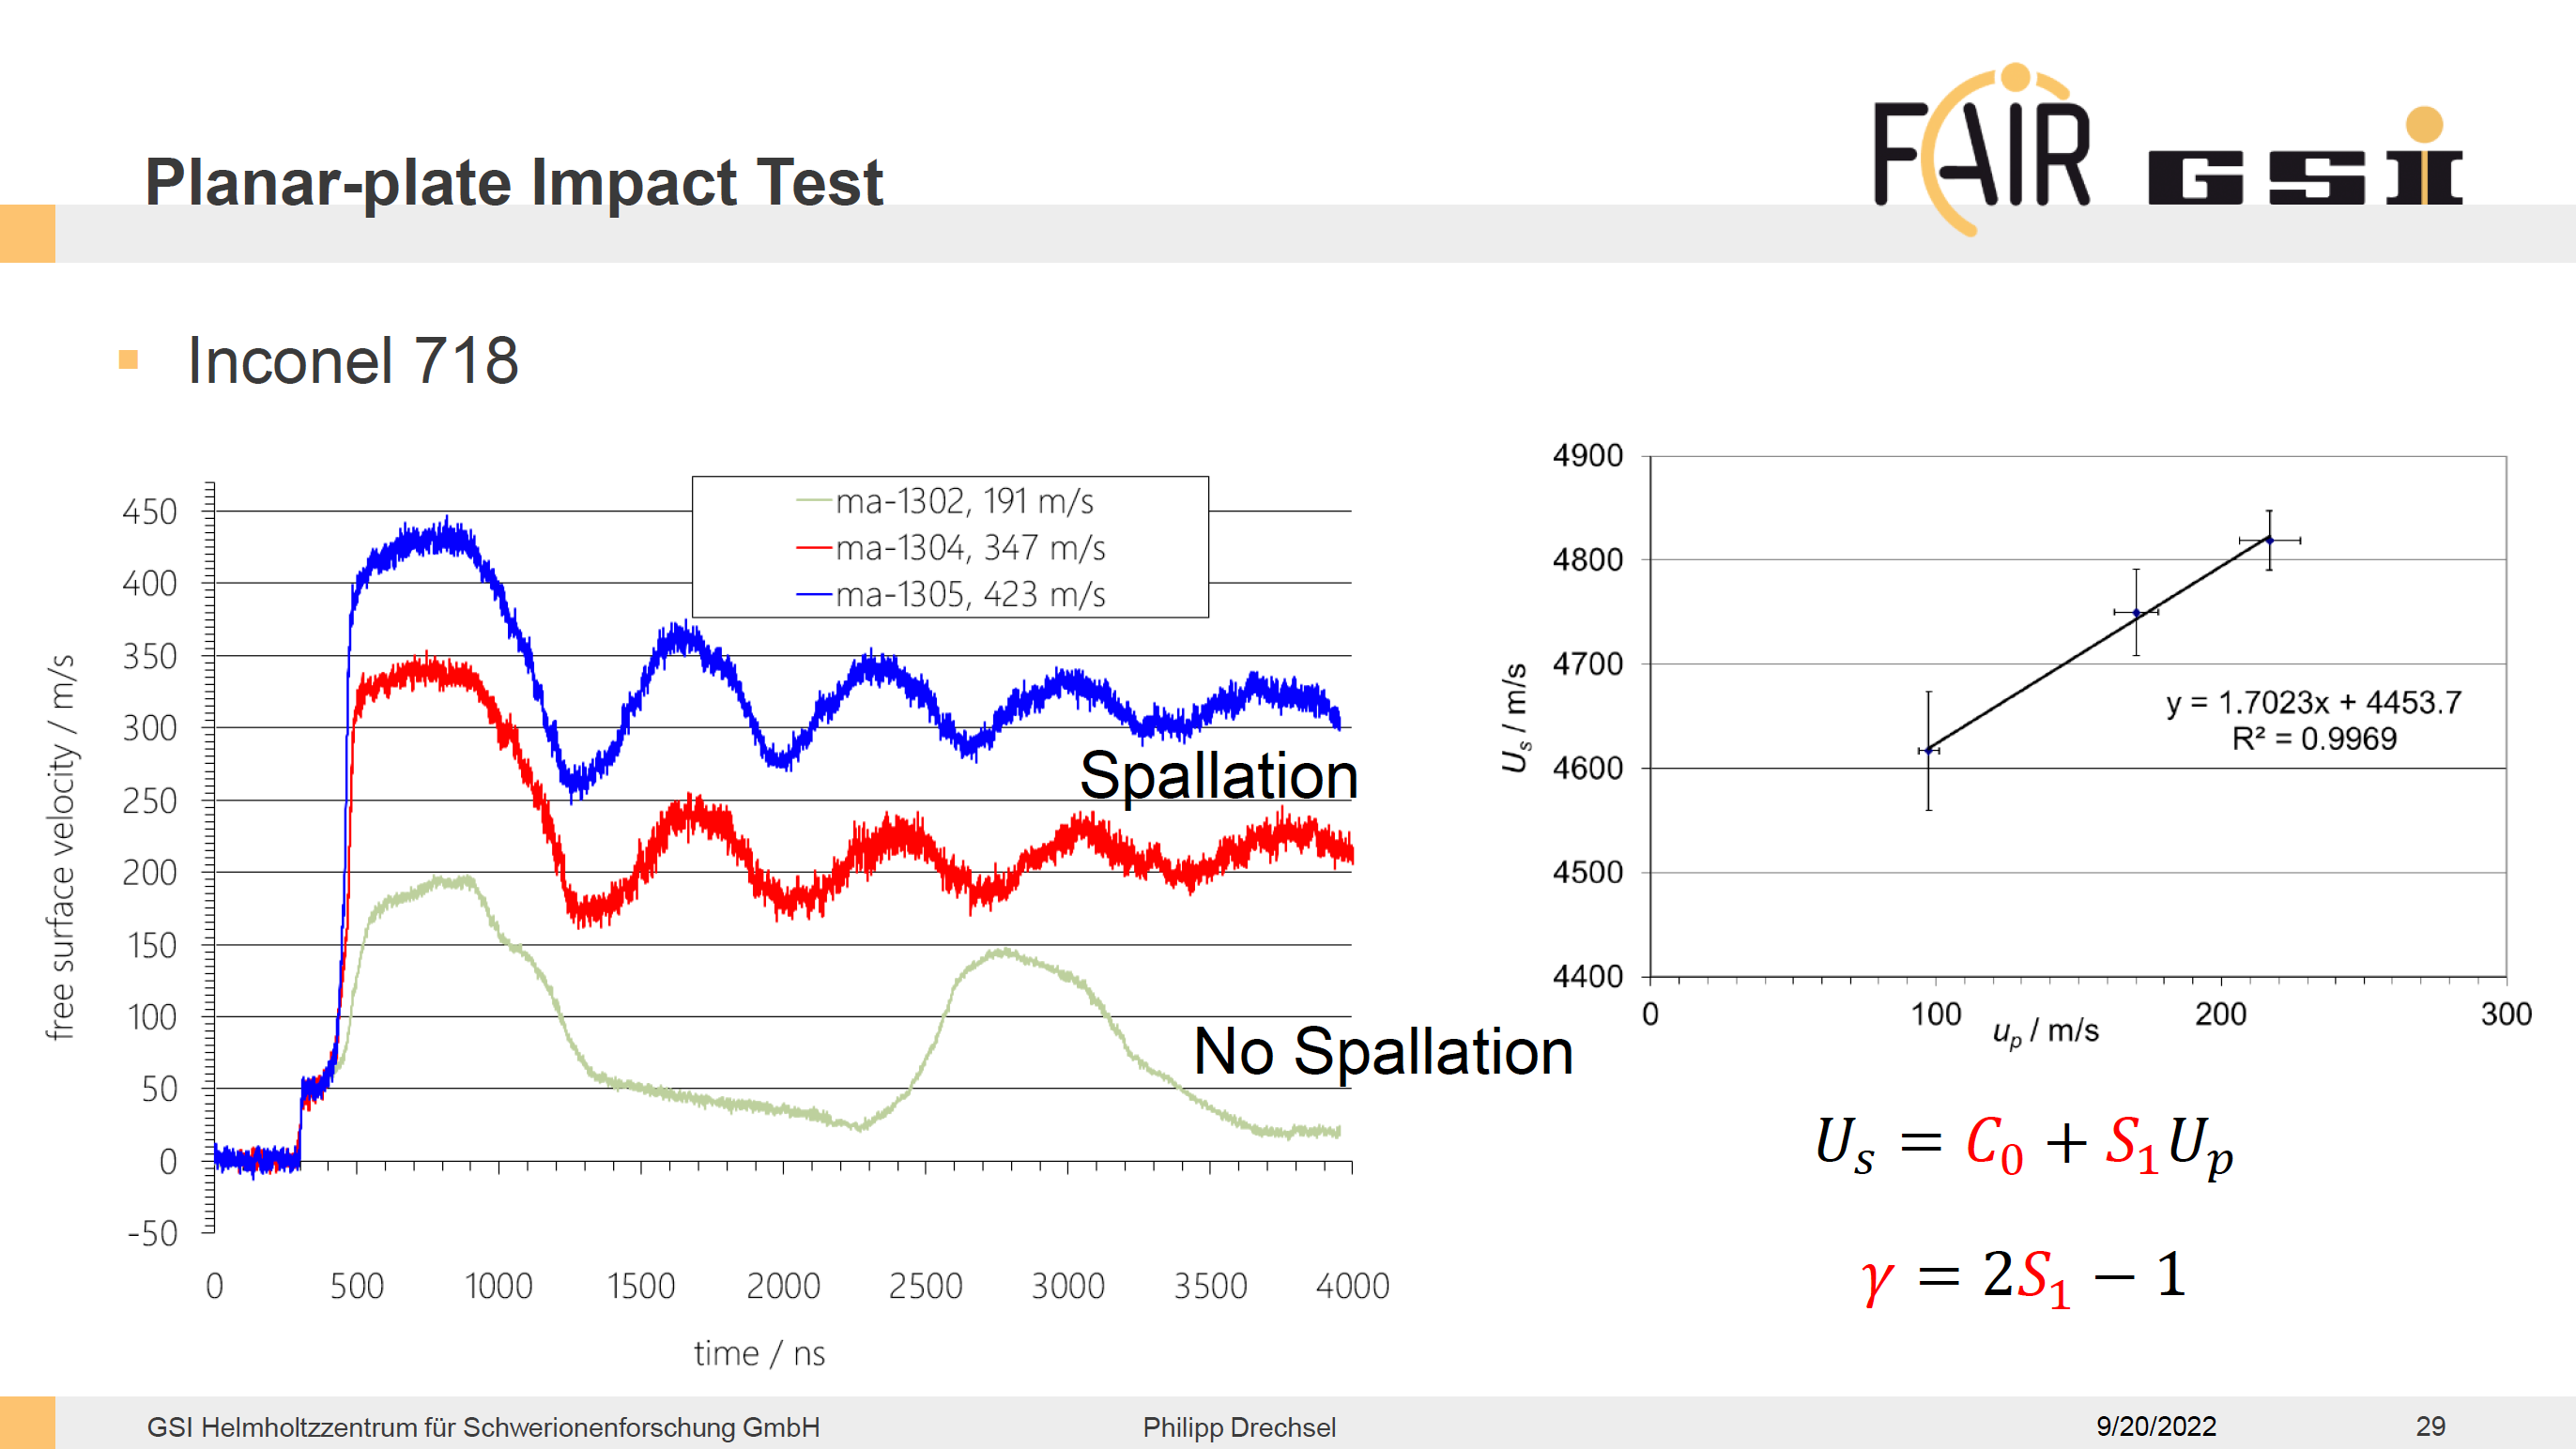 FAIR GSI
Planar-plate Impact Test
Inconel 718
free surface velocity / m/s
450
400
350
300
250
200
150
100
50
0
-50
0 500 1000 1500 2000 2500 3000 3500 4000
time / ns
ma-1302, 191 m/s
ma-1304, 347 m/s
ma-1305, 423 m/s
Spallation
No Spallation
Us / m/s
4900
4800
4700
4600
4500
4400
0 100 200 300
up / m/s
y = 1.7023x + 4453.7
R² = 0.9969
Us = C0 + S1Up
γ = 2S1 − 1
GSI Helmholtzzentrum für Schwerionenforschung GmbH Philipp Drechsel 9/20/2022 29